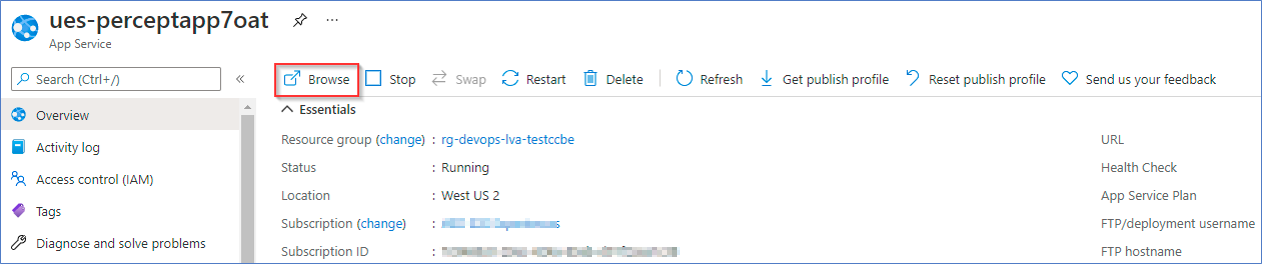 ues-perceptapp7oat ...
App Service
Search (Ctrl+/) «
Browse Stop Swap Restart Delete Refresh Get publish profile Reset publish profile Send us your feedback
Overview
Activity log
Access control (IAM)
Tags
Diagnose and solve problems
Essentials
Resource group (change) : rg-devops-lva-testccbe
Status : Running
Location : West US 2
Subscription (change) :
Subscription ID :
URL
Health Check
App Service Plan
FTP/deployment username
FTP hostname